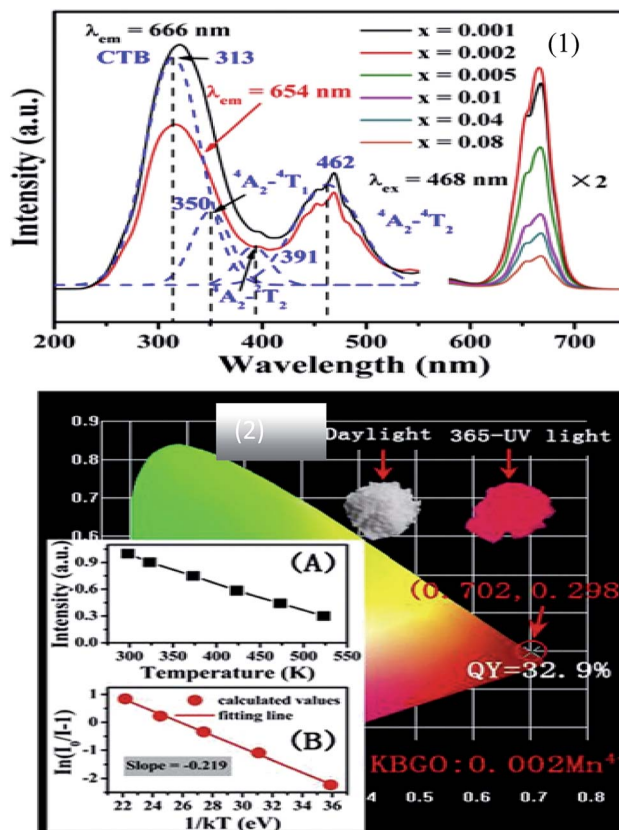 λem = 666 nm
CTB
313
λem = 654 nm
350
⁴A₂-⁴T₁
391
⁴A₂-²T₂
462
⁴A₂-⁴T₂
x = 0.001
x = 0.002
x = 0.005
x = 0.01
x = 0.04
x = 0.08
(1)
λex = 468 nm
×2
Intensity (a.u.)
200 300 400 500 600 700
Wavelength (nm)
(2)
Daylight 365-UV light
0.9
0.8
0.7
0.6
(0.702, 0.298
QY=32.9%
KBGO:0.002Mn⁴
4 0.5 0.6 0.7 0.8
(A)
Intensity (a.u.)
0.9
0.6
0.3
0.0
300 350 400 450 500 550
Temperature (K)
calculated values
fitting line
(B)
Slope = -0.219
ln(I₀/I-1)
1
0
-1
-2
22 24 26 28 30 32 34 36
1/kT (eV)